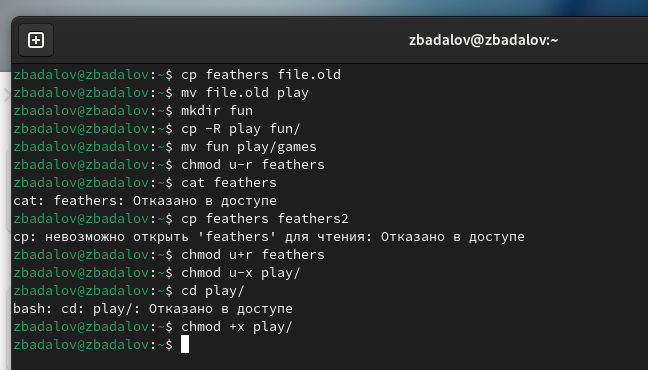 zbadalov@zbadalov:~
zbadalov@zbadalov:~$ cp feathers file.old
zbadalov@zbadalov:~$ mv file.old play
zbadalov@zbadalov:~$ mkdir fun
zbadalov@zbadalov:~$ cp -R play fun/
zbadalov@zbadalov:~$ mv fun play/games
zbadalov@zbadalov:~$ chmod u-r feathers
zbadalov@zbadalov:~$ cat feathers
cat: feathers: Отказано в доступе
zbadalov@zbadalov:~$ cp feathers feathers2
cp: невозможно открыть 'feathers' для чтения: Отказано в доступе
zbadalov@zbadalov:~$ chmod u+r feathers
zbadalov@zbadalov:~$ chmod u-x play/
zbadalov@zbadalov:~$ cd play/
bash: cd: play/: Отказано в доступе
zbadalov@zbadalov:~$ chmod +x play/
zbadalov@zbadalov:~$